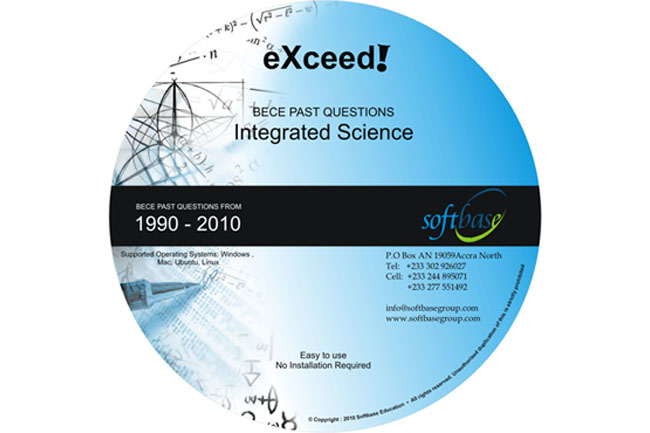 eXceed!
BECE PAST QUESTIONS
Integrated Science
BECE PAST QUESTIONS FROM
1990 - 2010
softbase
Supported Operating Systems: Windows ,
Mac, Ubuntu, Linux
P.O Box AN 19059Accra North
Tel: +233 302 926027
Cell: +233 244 895071
+233 277 551492
info@softbasegroup.com
www.softbasegroup.com
Easy to use
No Installation Required
© Copyright : 2010 Softbase Education • All rights reserved. Unauthorised duplication of this is strictly prohibited